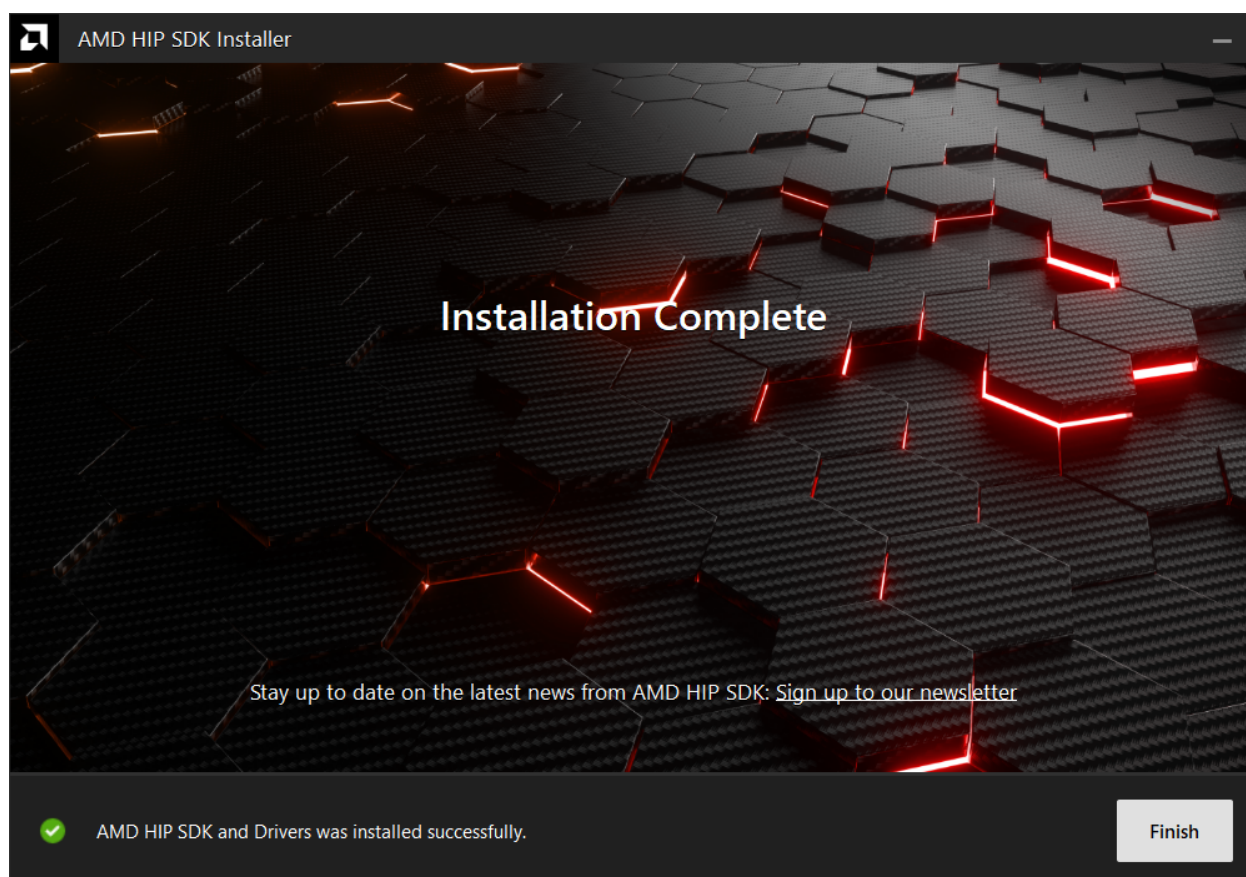 AMD HIP SDK Installer
Installation Complete
Stay up to date on the latest news from AMD HIP SDK: Sign up to our newsletter
AMD HIP SDK and Drivers was installed successfully.
Finish